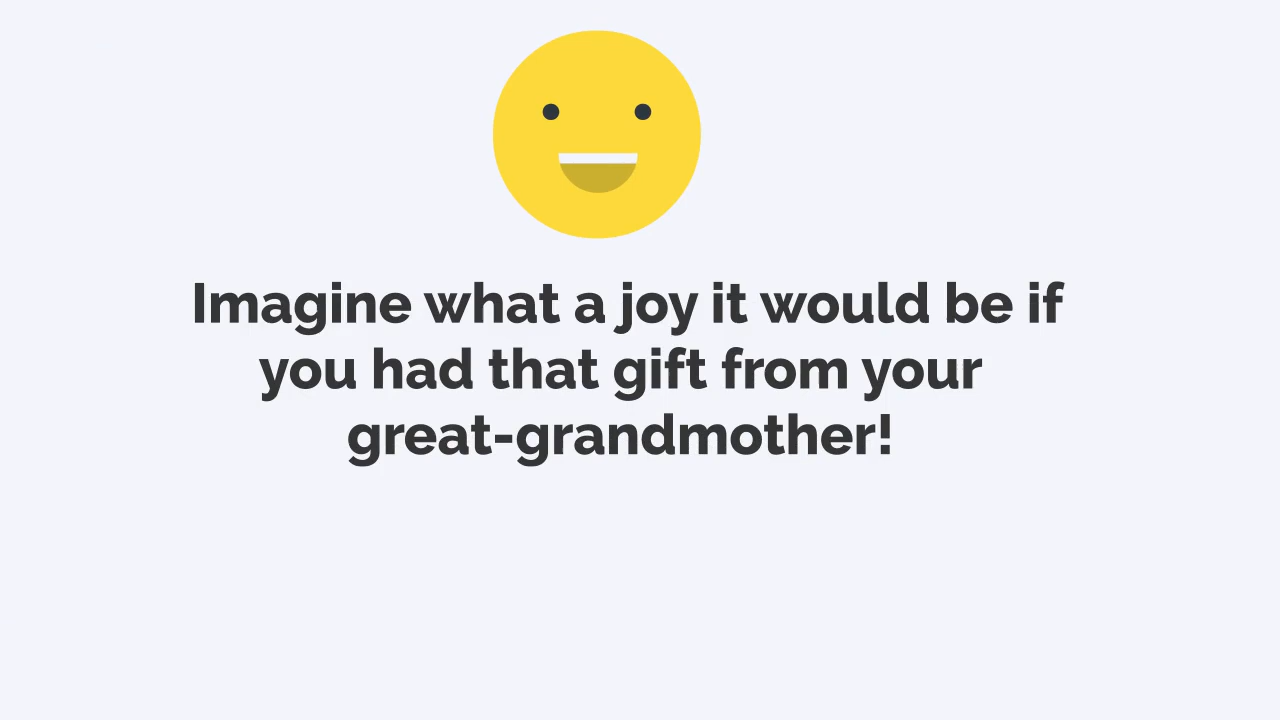 Imagine what a joy it would be if
you had that gift from your
great-grandmother!